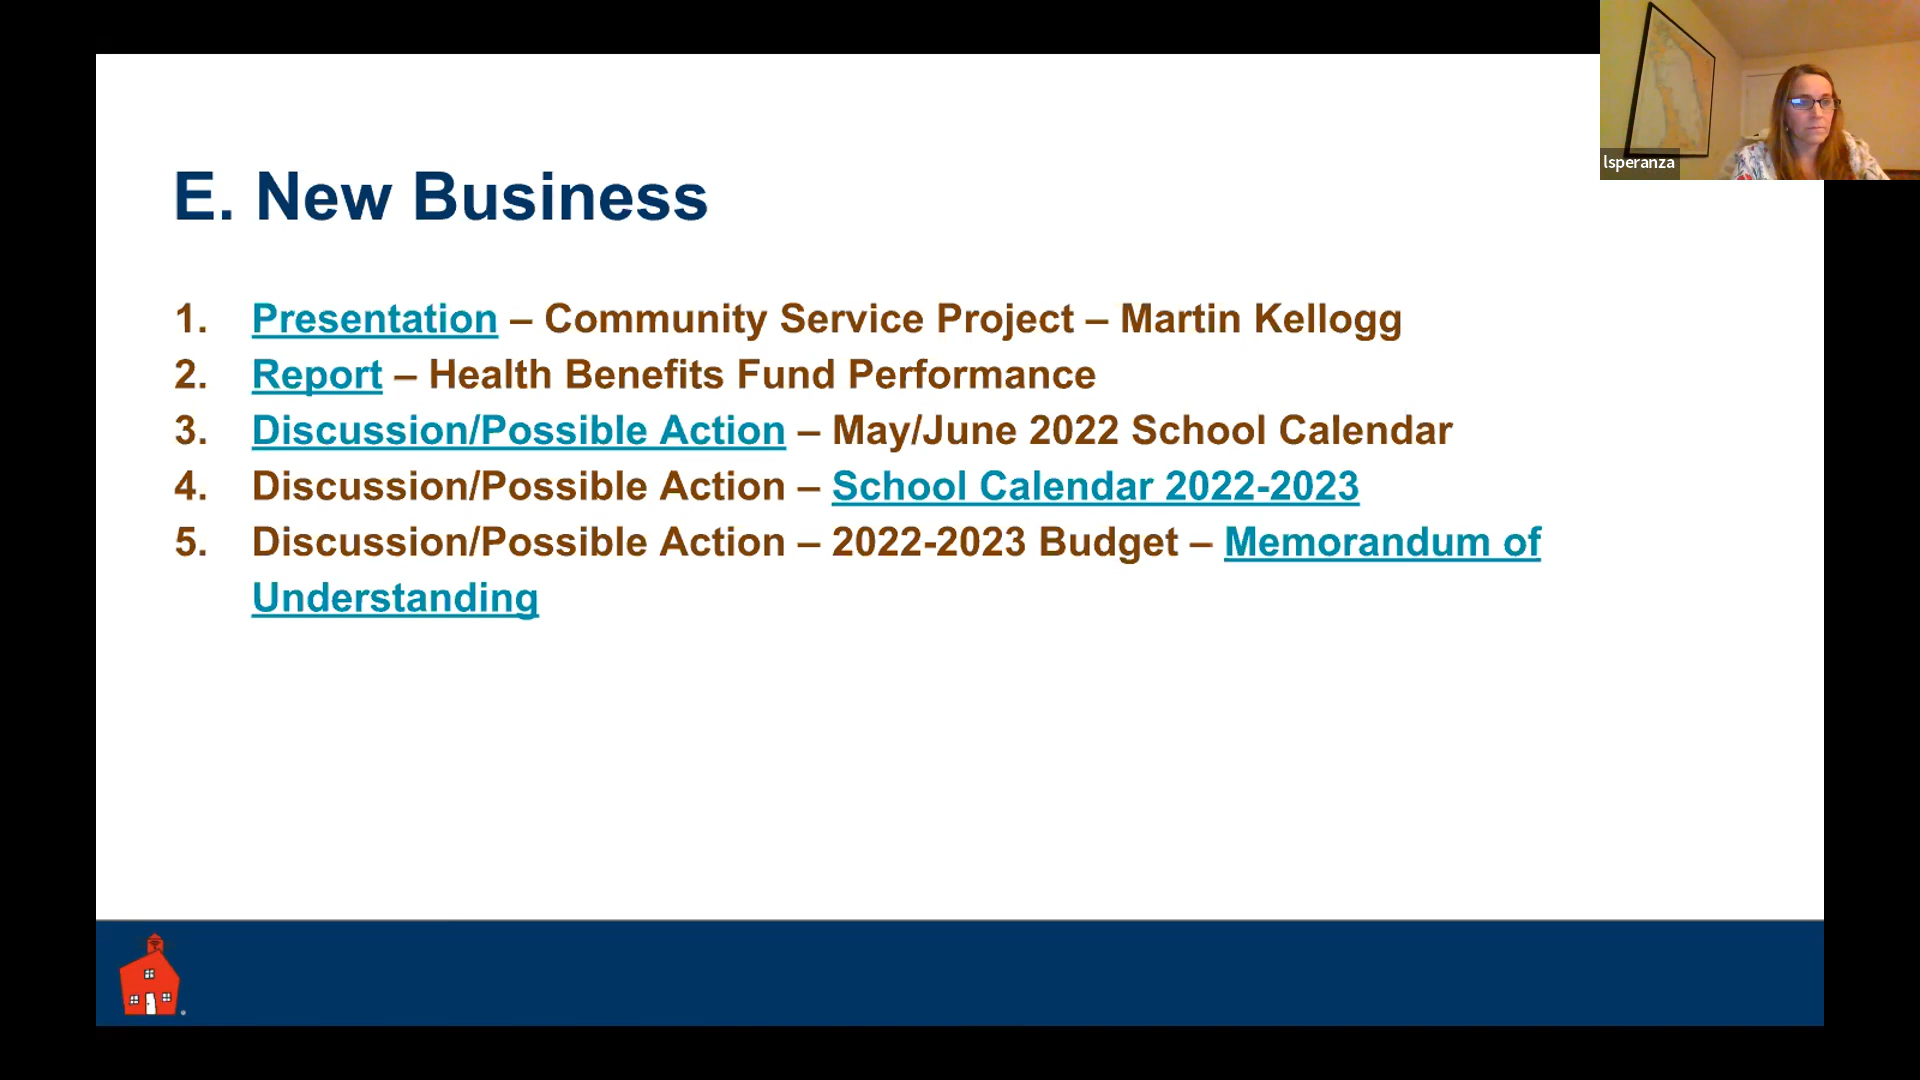 lsperanza
E. New Business
1. Presentation – Community Service Project – Martin Kellogg
2. Report – Health Benefits Fund Performance
3. Discussion/Possible Action – May/June 2022 School Calendar
4. Discussion/Possible Action – School Calendar 2022-2023
5. Discussion/Possible Action – 2022-2023 Budget – Memorandum of
Understanding